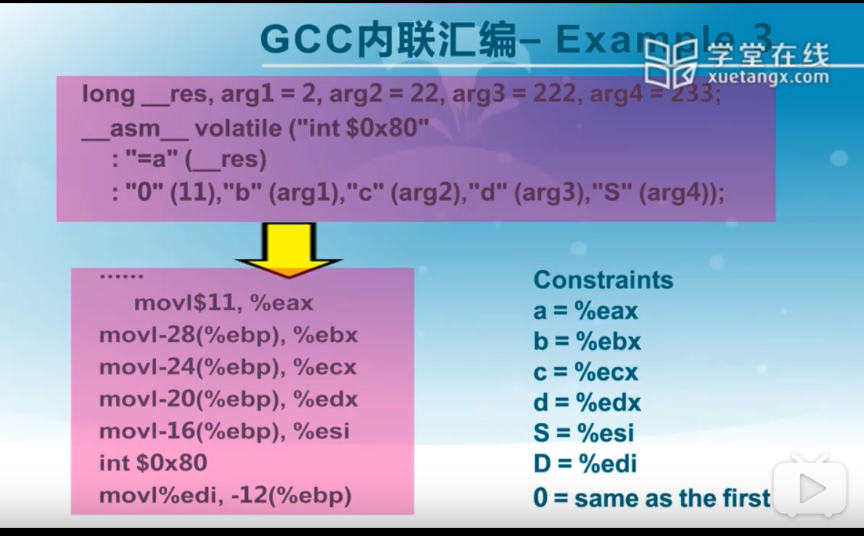 GCC内联汇编– Example 3
学堂在线
xuetangx.com
long __res, arg1 = 2, arg2 = 22, arg3 = 222, arg4 = 233;
__asm__ volatile ("int $0x80"
: "=a" (__res)
: "0" (11),"b" (arg1),"c" (arg2),"d" (arg3),"S" (arg4));
......
movl$11, %eax
movl-28(%ebp), %ebx
movl-24(%ebp), %ecx
movl-20(%ebp), %edx
movl-16(%ebp), %esi
int $0x80
movl%edi, -12(%ebp)
Constraints
a = %eax
b = %ebx
c = %ecx
d = %edx
S = %esi
D = %edi
0 = same as the first